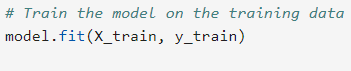 # Train the model on the training data
model.fit(X_train, y_train)